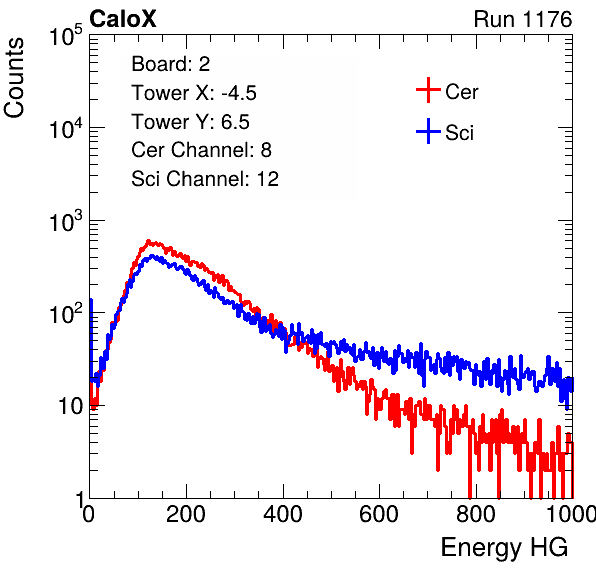 CaloX Run 1176
Counts
Board: 2
Tower X: -4.5
Tower Y: 6.5
Cer Channel: 8
Sci Channel: 12
Cer
Sci
10^5
10^4
10^3
10^2
10
1
0 200 400 600 800 1000
Energy HG